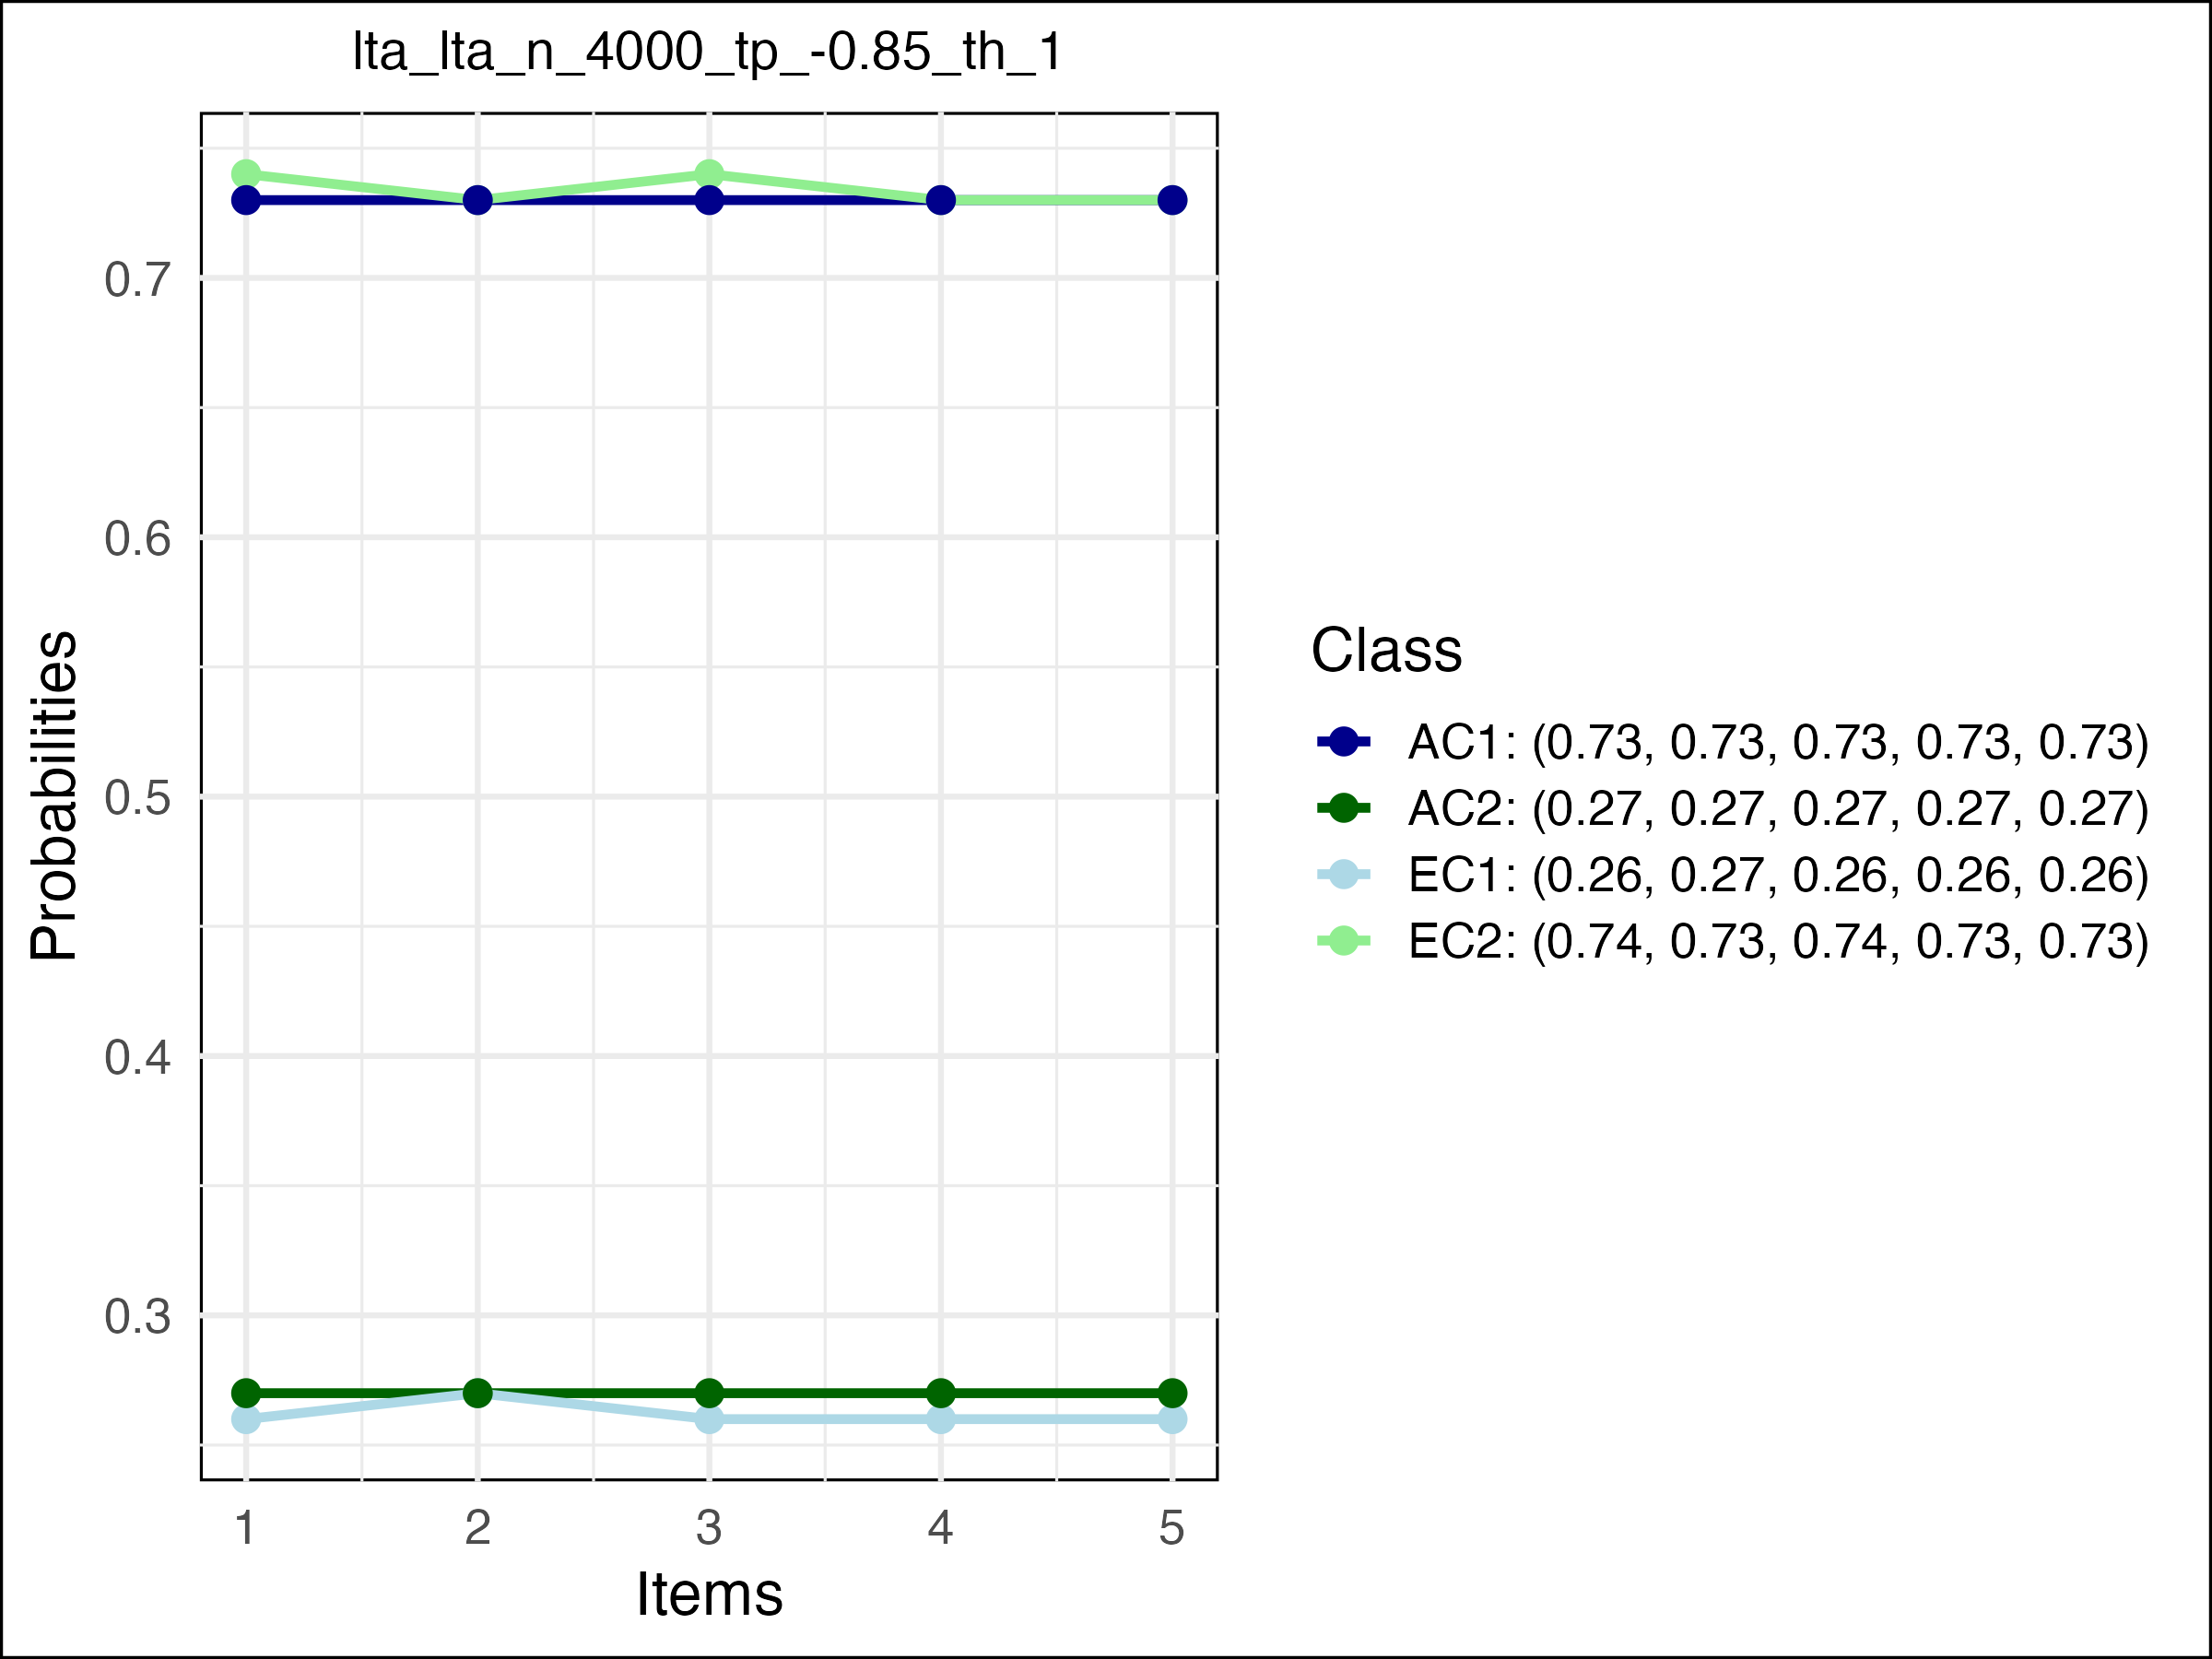 lta_lta_n_4000_tp_-0.85_th_1
Probabilities
0.7
0.6
0.5
0.4
0.3
1 2 3 4 5
Items
Class
AC1: (0.73, 0.73, 0.73, 0.73, 0.73)
AC2: (0.27, 0.27, 0.27, 0.27, 0.27)
EC1: (0.26, 0.27, 0.26, 0.26, 0.26)
EC2: (0.74, 0.73, 0.74, 0.73, 0.73)